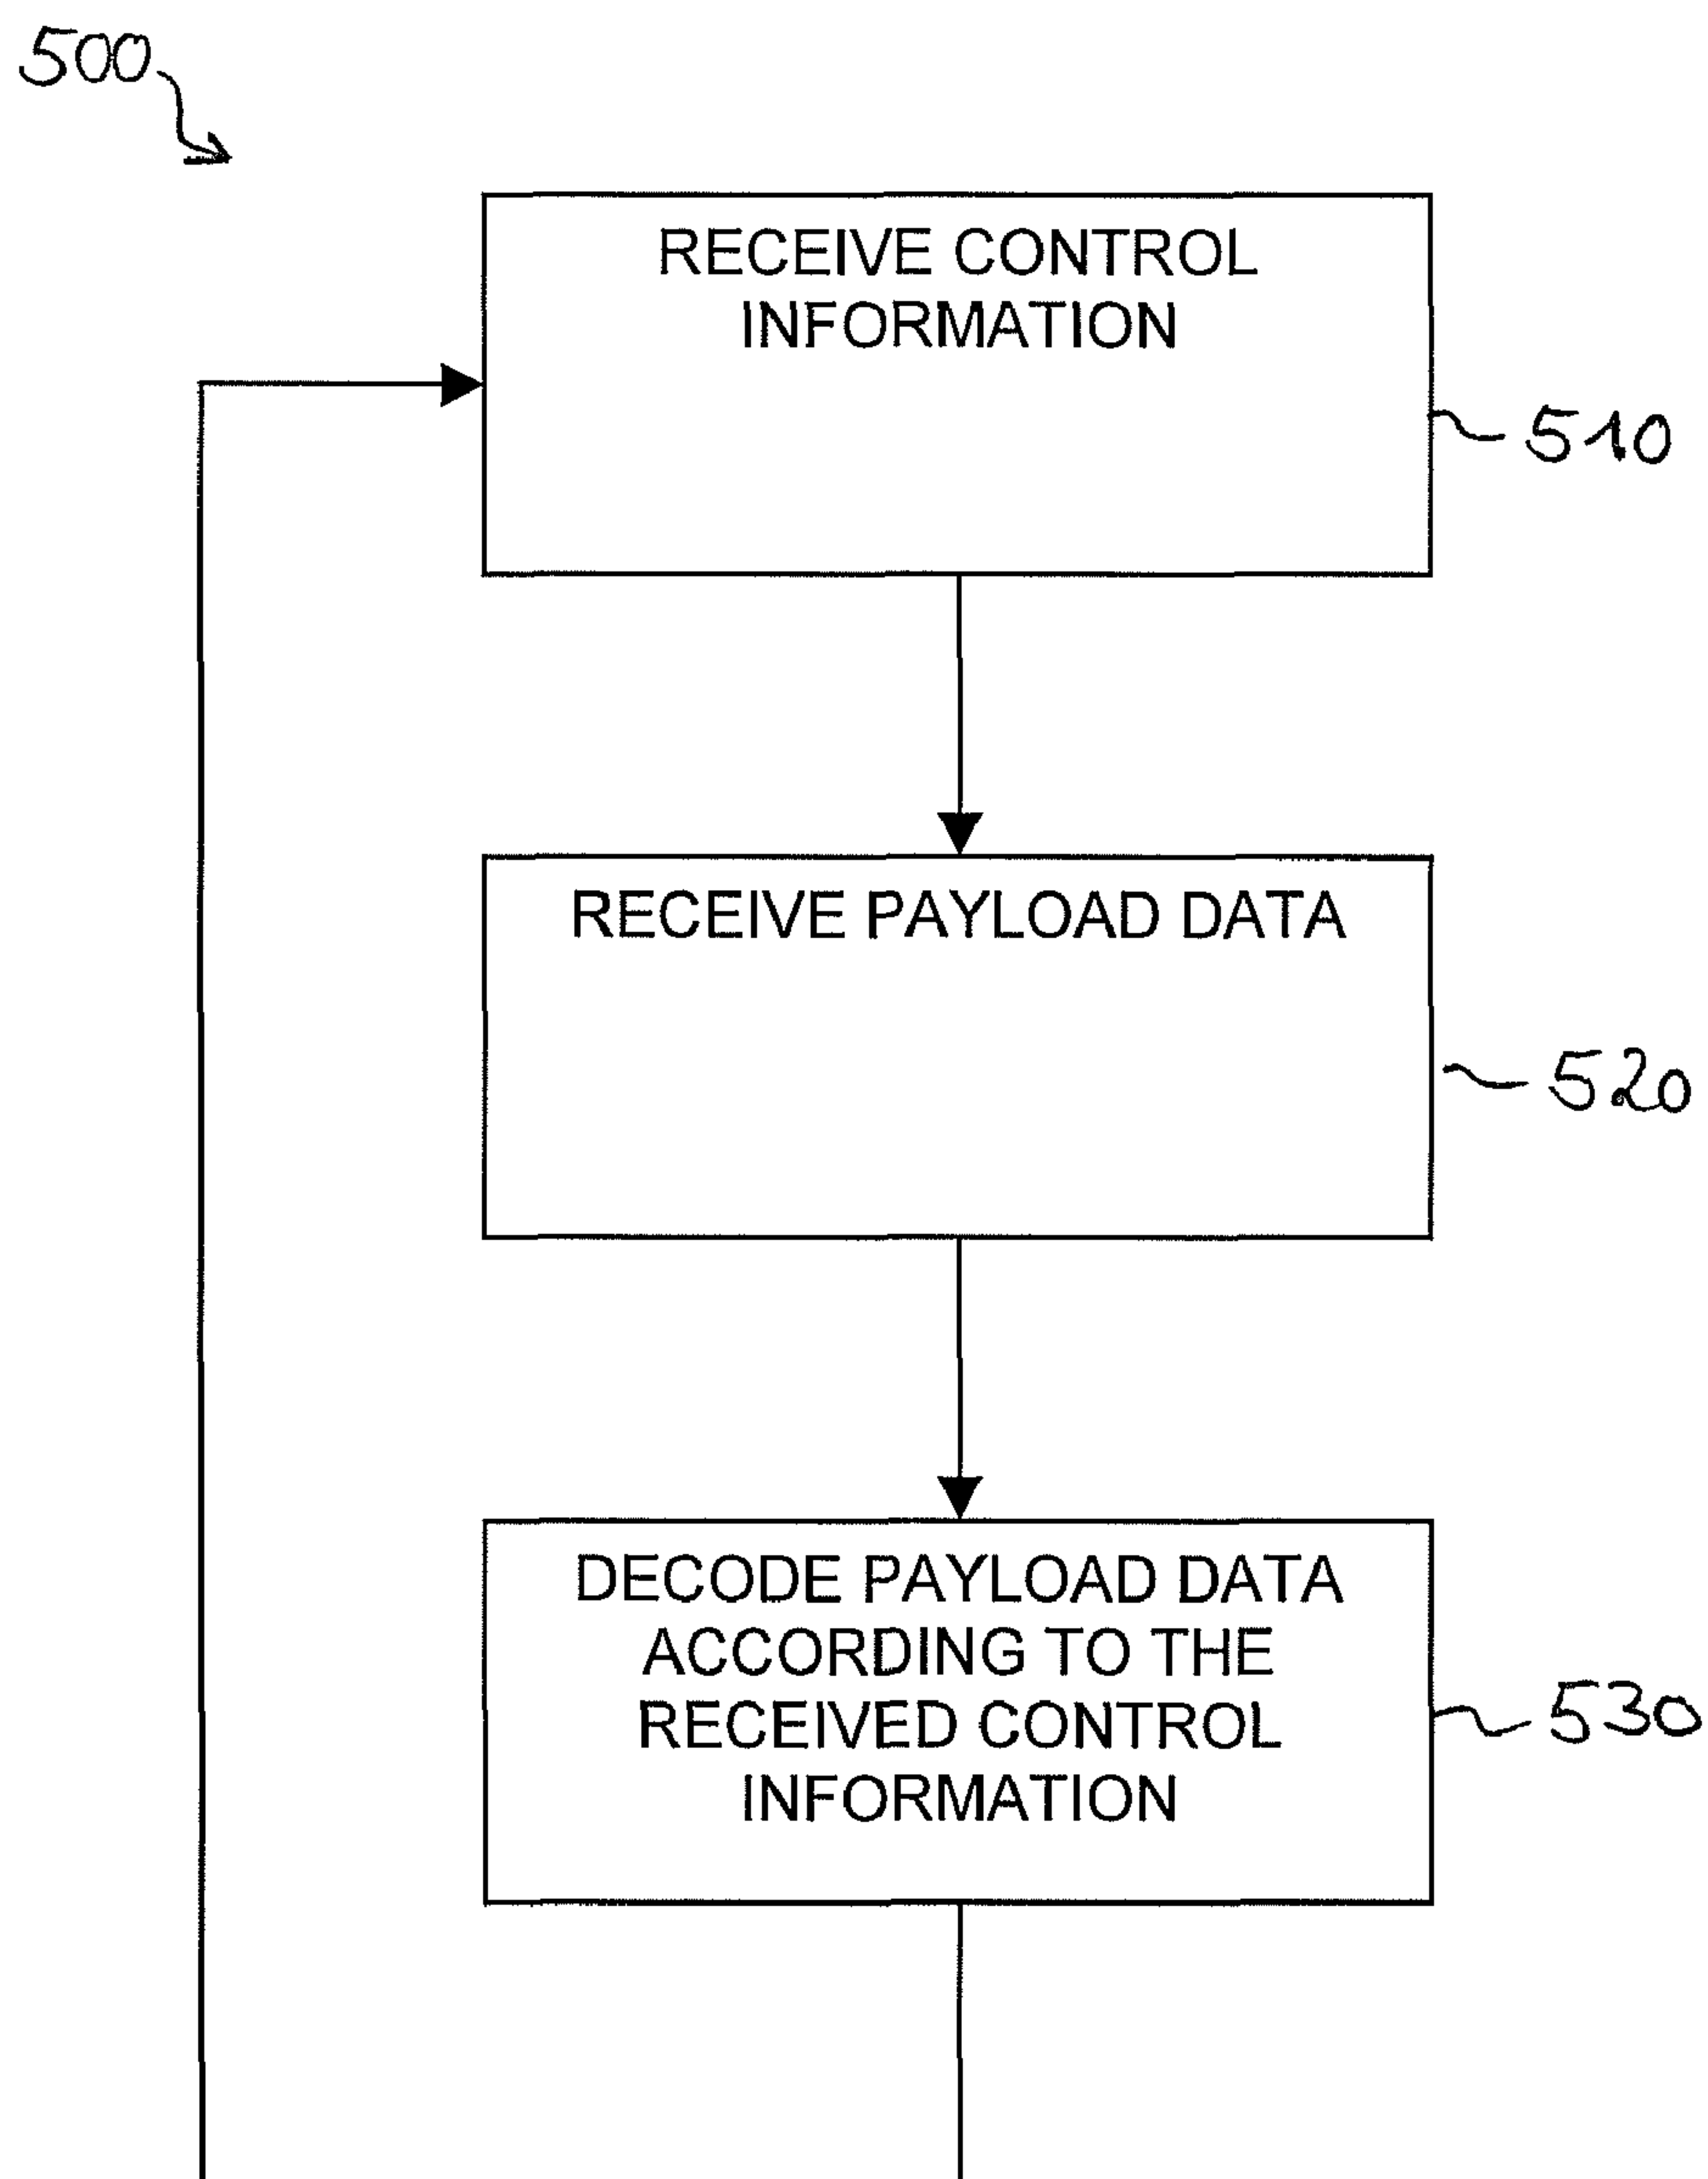 500
RECEIVE CONTROL
INFORMATION
510
RECEIVE PAYLOAD DATA
520
DECODE PAYLOAD DATA
ACCORDING TO THE
RECEIVED CONTROL
INFORMATION
530